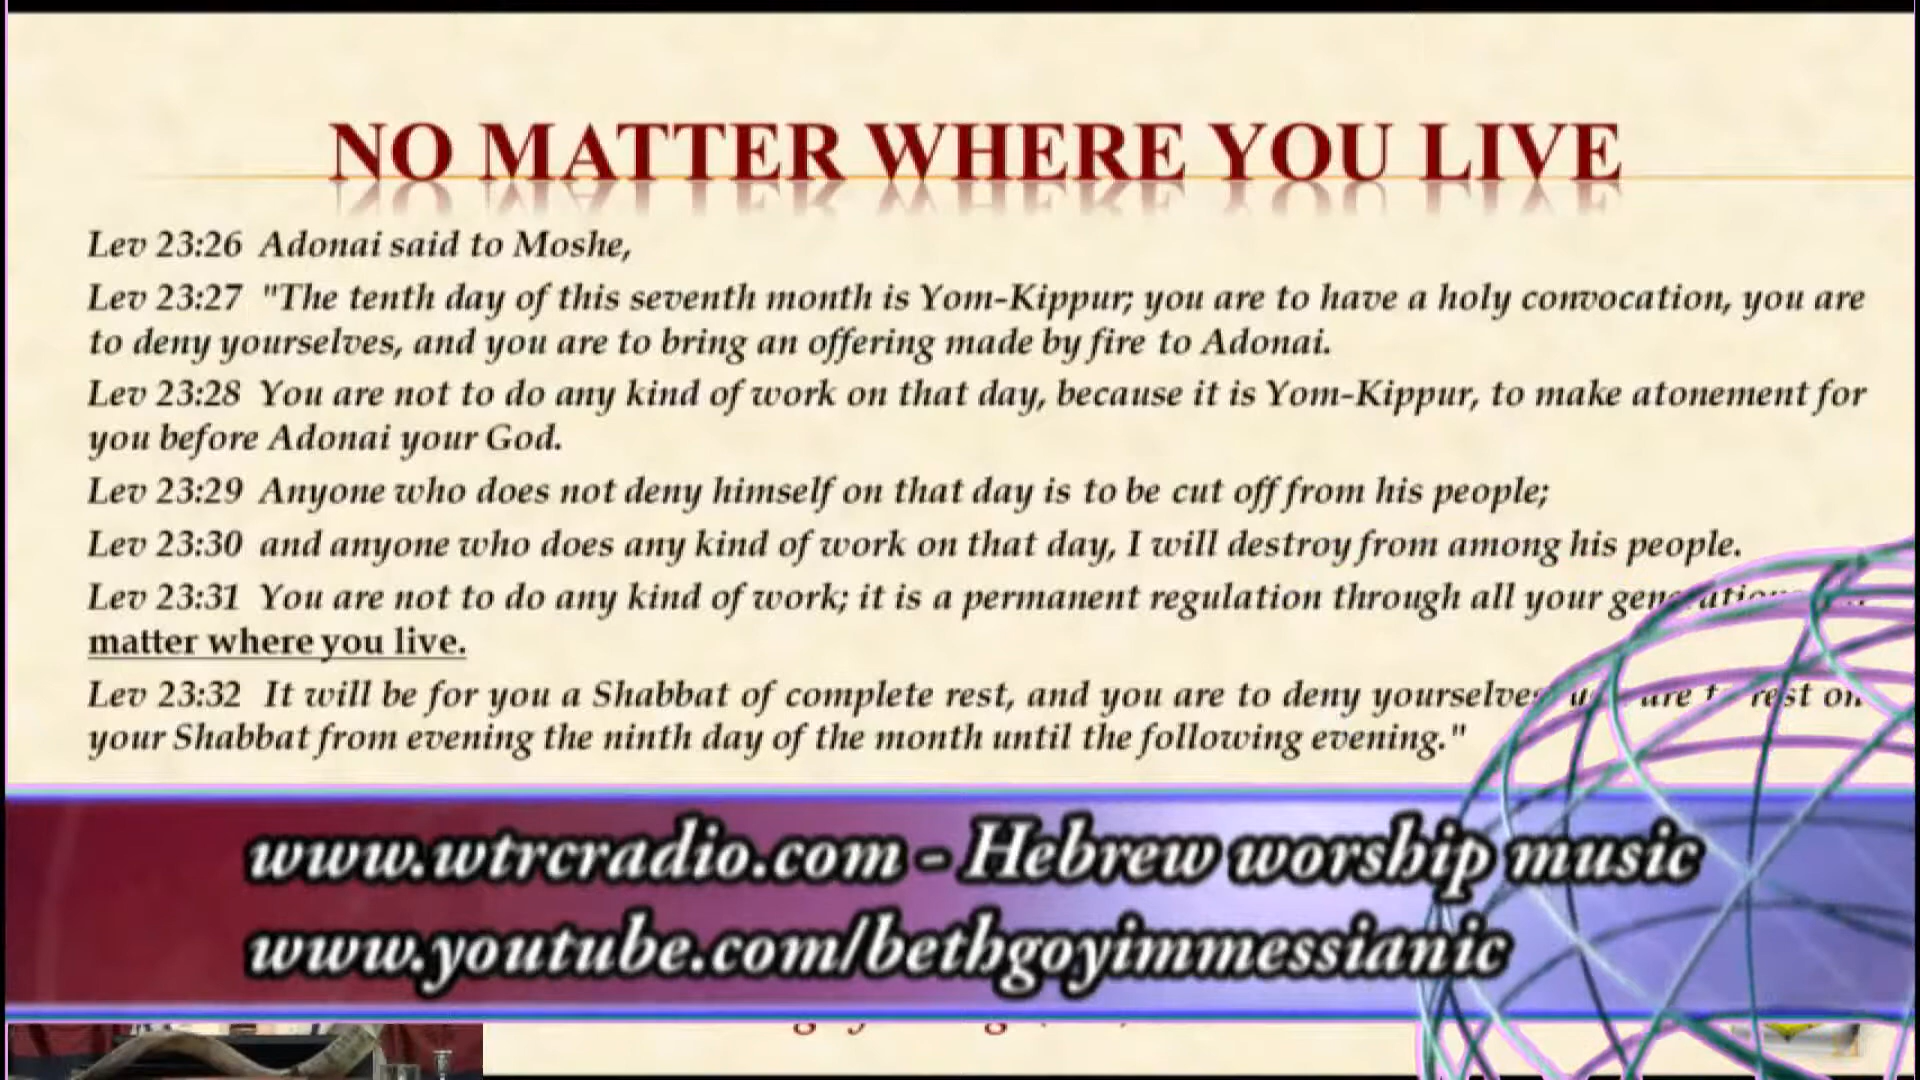 NO MATTER WHERE YOU LIVE
Lev 23:26 Adonai said to Moshe,
Lev 23:27 "The tenth day of this seventh month is Yom-Kippur; you are to have a holy convocation, you are
to deny yourselves, and you are to bring an offering made by fire to Adonai.
Lev 23:28 You are not to do any kind of work on that day, because it is Yom-Kippur, to make atonement for
you before Adonai your God.
Lev 23:29 Anyone who does not deny himself on that day is to be cut off from his people;
Lev 23:30 and anyone who does any kind of work on that day, I will destroy from among his people.
Lev 23:31 You are not to do any kind of work; it is a permanent regulation through all your
matter where you live.
Lev 23:32 It will be for you a Shabbat of complete rest, and you are to deny yourselves are rest on
your Shabbat from evening the ninth day of the month until the following evening."
www.wtrcradio.com - Hebrew worship music
www.youtube.com/bethgoyimmessianic